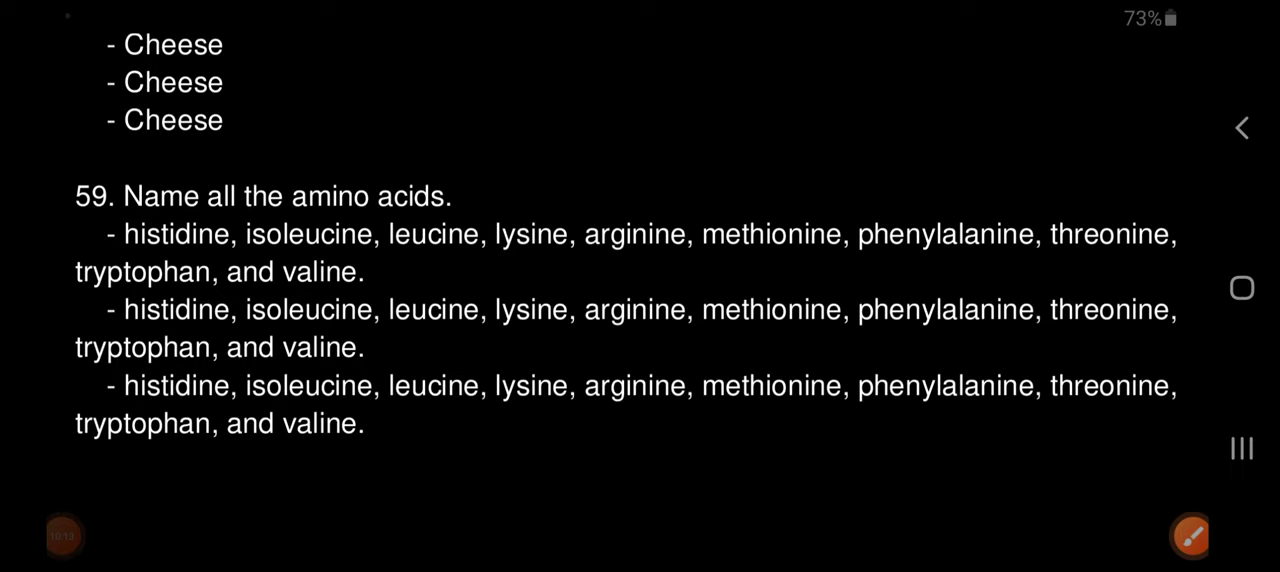 73%
- Cheese
- Cheese
- Cheese
59. Name all the amino acids.
- histidine, isoleucine, leucine, lysine, arginine, methionine, phenylalanine, threonine,
tryptophan, and valine.
- histidine, isoleucine, leucine, lysine, arginine, methionine, phenylalanine, threonine,
tryptophan, and valine.
- histidine, isoleucine, leucine, lysine, arginine, methionine, phenylalanine, threonine,
tryptophan, and valine.
10:13